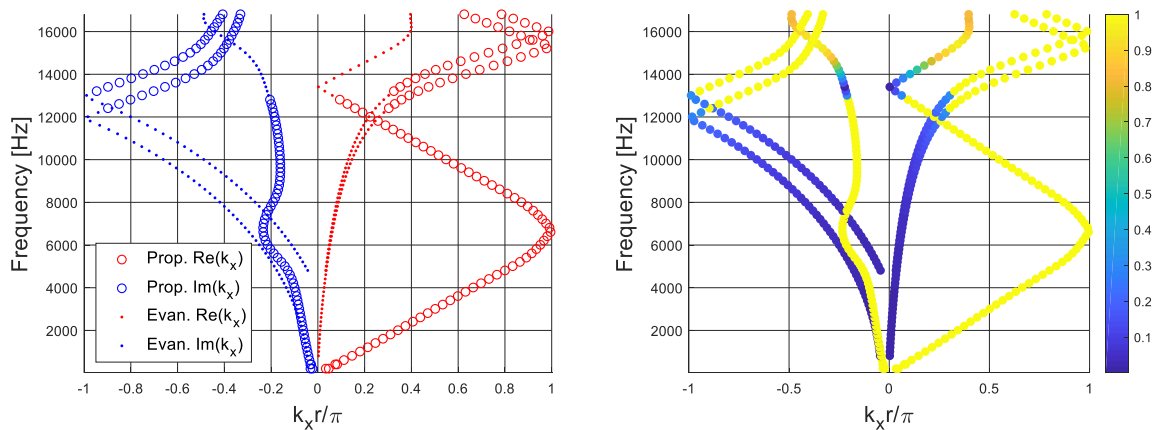 Frequency [Hz]
16000
14000
12000
10000
8000
6000
4000
2000
Prop. Re(kₓ)
Prop. Im(kₓ)
Evan. Re(kₓ)
Evan. Im(kₓ)
-1 -0.8 -0.6 -0.4 -0.2 0 0.2 0.4 0.6 0.8 1
kₓr/π
Frequency [Hz]
16000
14000
12000
10000
8000
6000
4000
2000
-1 -0.5 0 0.5 1
kₓr/π
1
0.9
0.8
0.7
0.6
0.5
0.4
0.3
0.2
0.1